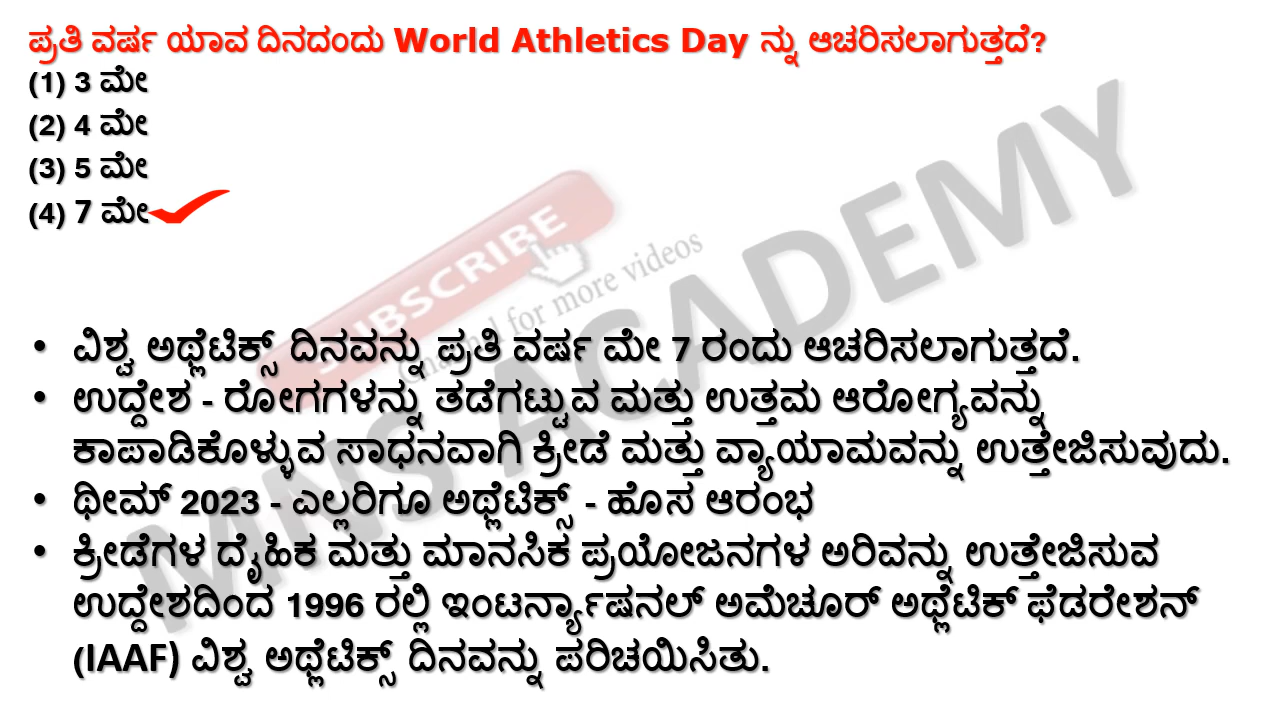 ಪ್ರತಿ ವರ್ಷ ಯಾವ ದಿನದಂದು World Athletics Day ನ್ನು ಆಚರಿಸಲಾಗುತ್ತದೆ?
(1) 3 ಮೇ
(2) 4 ಮೇ
(3) 5 ಮೇ
(4) 7 ಮೇ
SUBSCRIBE
Channel for more videos
MNS ACADEMY
• ವಿಶ್ವ ಅಥ್ಲೆಟಿಕ್ಸ್ ದಿನವನ್ನು ಪ್ರತಿ ವರ್ಷ ಮೇ 7 ರಂದು ಆಚರಿಸಲಾಗುತ್ತದೆ.
• ಉದ್ದೇಶ - ರೋಗಗಳನ್ನು ತಡೆಗಟ್ಟುವ ಮತ್ತು ಉತ್ತಮ ಆರೋಗ್ಯವನ್ನು
ಕಾಪಾಡಿಕೊಳ್ಳುವ ಸಾಧನವಾಗಿ ಕ್ರೀಡೆ ಮತ್ತು ವ್ಯಾಯಾಮವನ್ನು ಉತ್ತೇಜಿಸುವುದು.
• ಥೀಮ್ 2023 - ಎಲ್ಲರಿಗೂ ಅಥ್ಲೆಟಿಕ್ಸ್ - ಹೊಸ ಆರಂಭ
• ಕ್ರೀಡೆಗಳ ದೈಹಿಕ ಮತ್ತು ಮಾನಸಿಕ ಪ್ರಯೋಜನಗಳ ಅರಿವನ್ನು ಉತ್ತೇಜಿಸುವ
ಉದ್ದೇಶದಿಂದ 1996 ರಲ್ಲಿ ಇಂಟರ್ನ್ಯಾಷನಲ್ ಅಮೆಚೂರ್ ಅಥ್ಲೆಟಿಕ್ ಫೆಡರೇಶನ್
(IAAF) ವಿಶ್ವ ಅಥ್ಲೆಟಿಕ್ಸ್ ದಿನವನ್ನು ಪರಿಚಯಿಸಿತು.